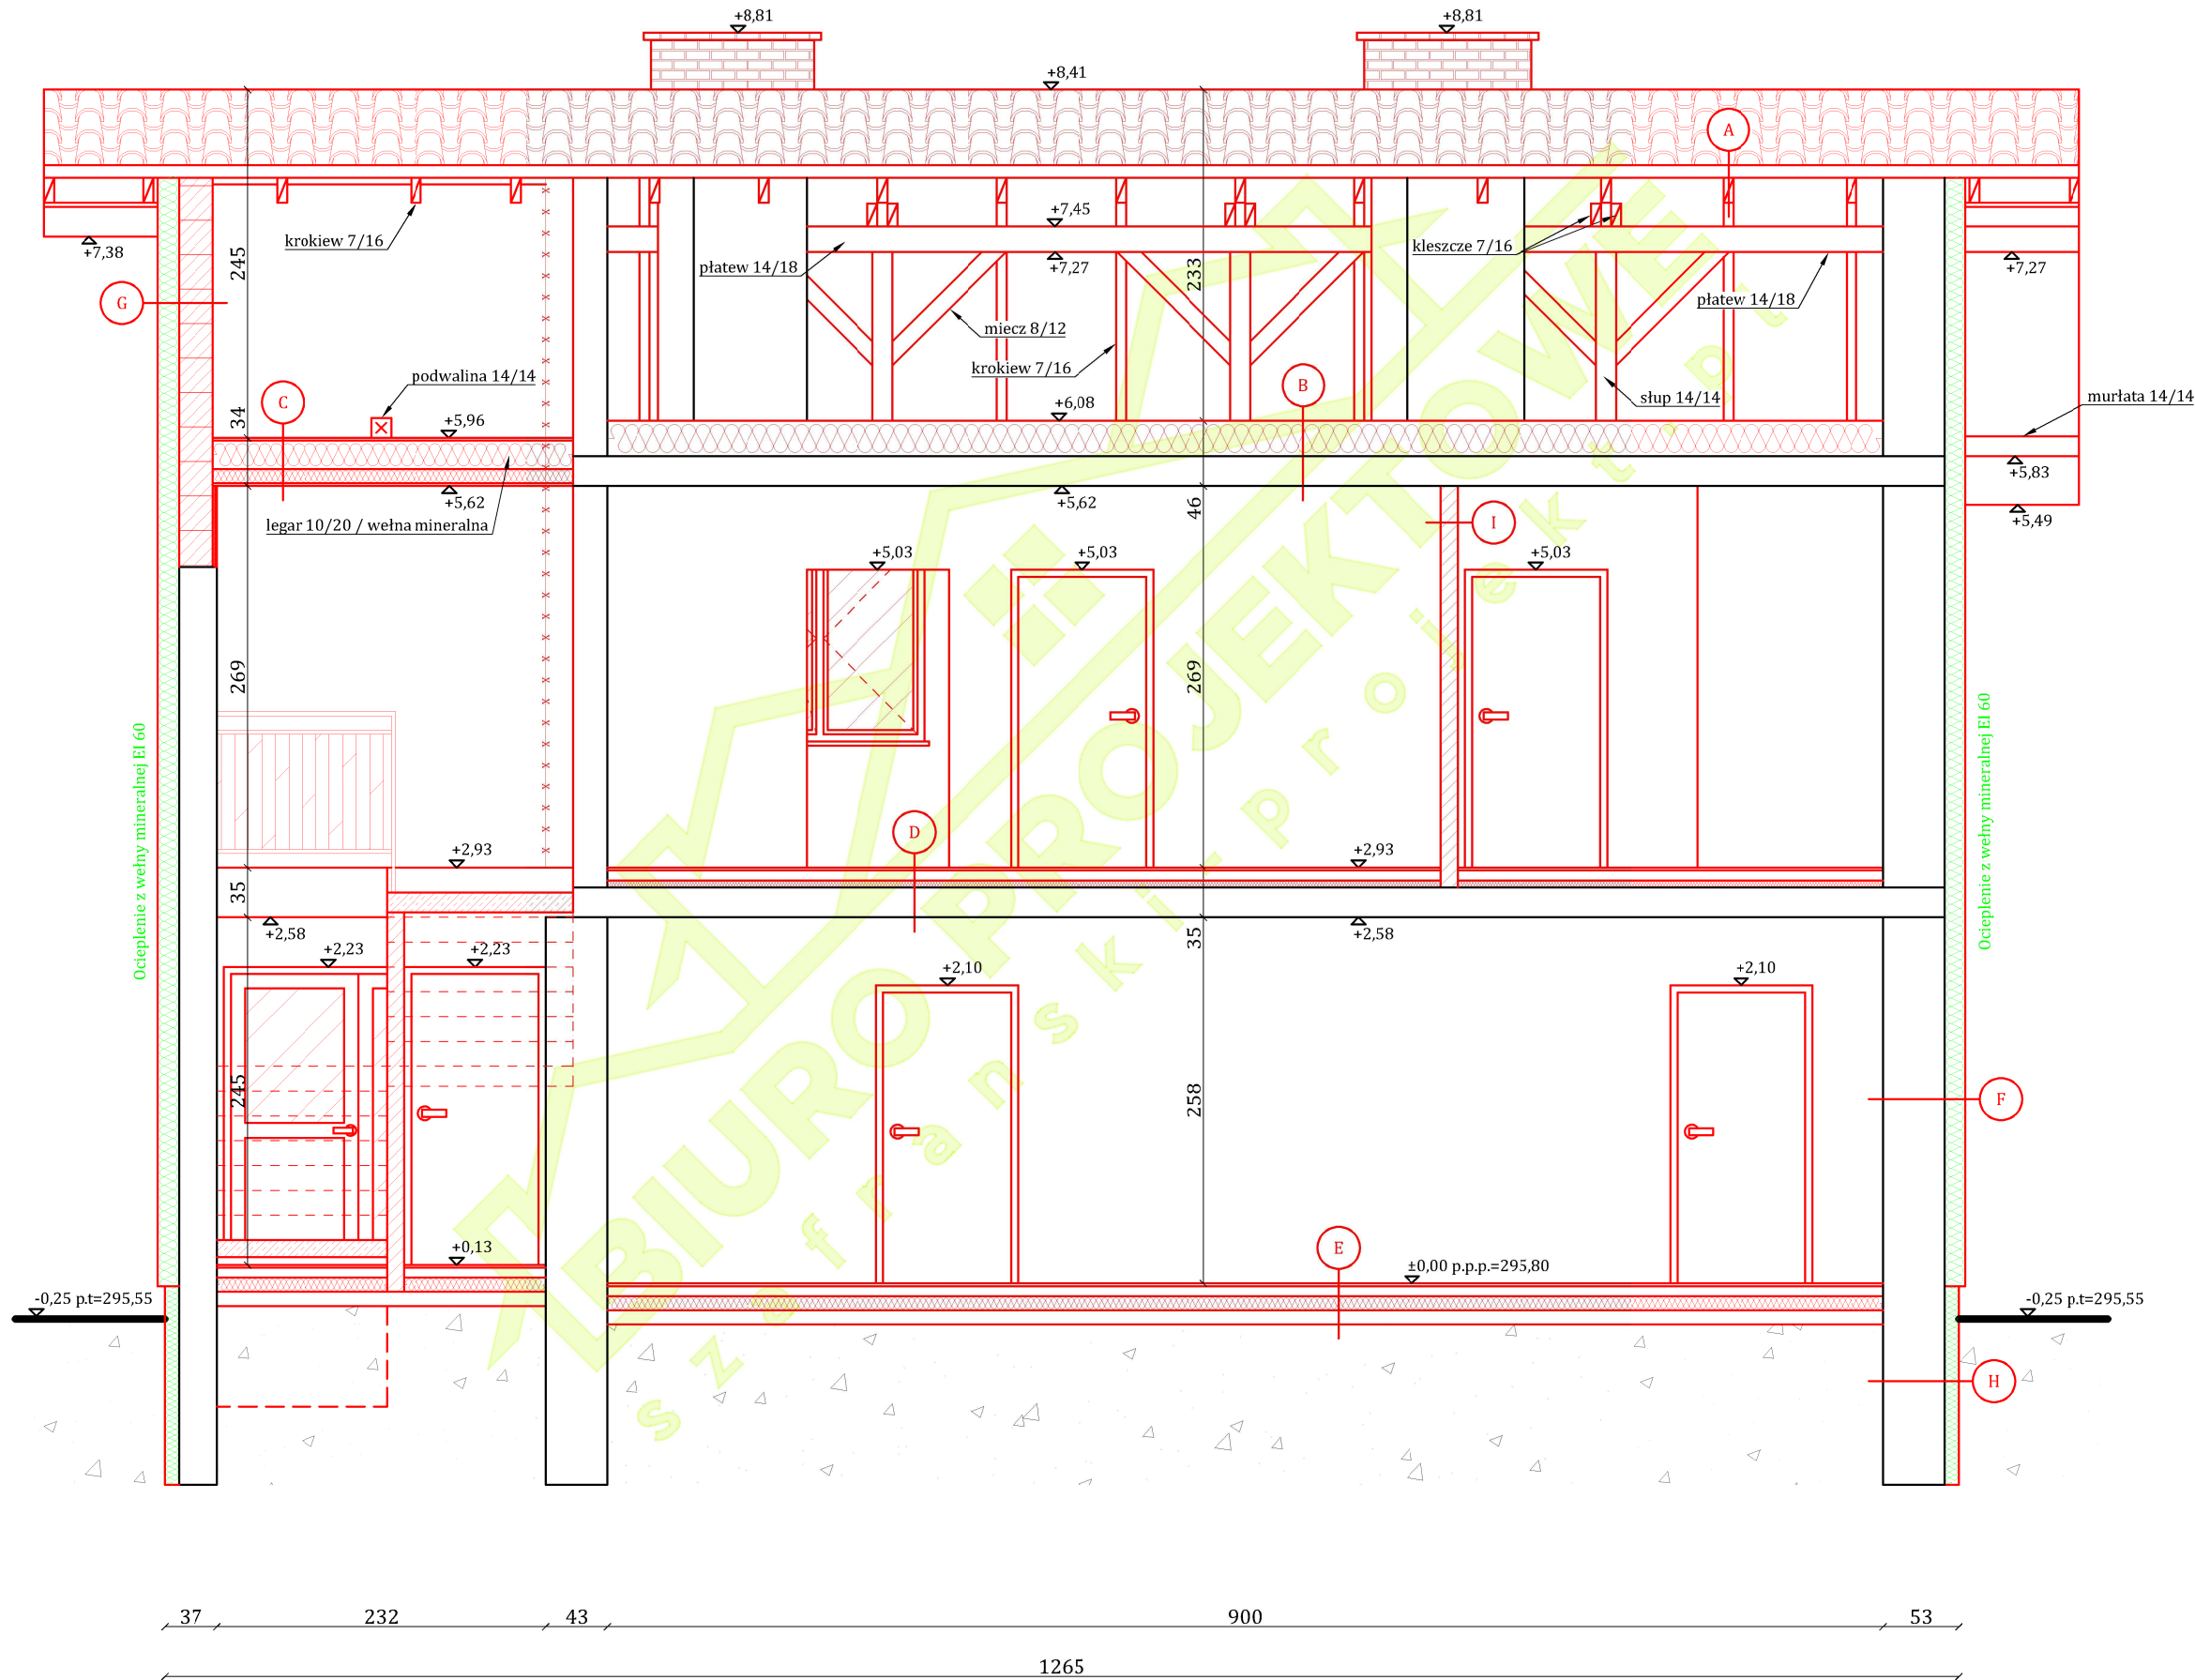 +8,81
+8,81
+8,41
A
krokiew 7/16
+7,38
245
G
+7,45
płatew 14/18
+7,27
233
kleszcze 7/16
płatew 14/18
+7,27
miecz 8/12
krokiew 7/16
B
słup 14/14
murłata 14/14
podwalina 14/14
C
34
+5,96
+6,08
+5,62
legar 10/20 / wełna mineralna
+5,62
46
I
+5,83
+5,49
+5,03
+5,03
+5,03
269
269
Ocieplenie z wełny mineralnej EI 60
Ocieplenie z wełny mineralnej EI 60
D
+2,93
+2,93
35
+2,58
35
+2,58
+2,23
+2,23
+2,10
+2,10
245
258
F
+0,13
E
±0,00 p.p.p.=295,80
-0,25 p.t=295,55
-0,25 p.t=295,55
H
BIURO PROJEKTOWE
szafranskiprojekt.pl
37
232
43
900
53
1265